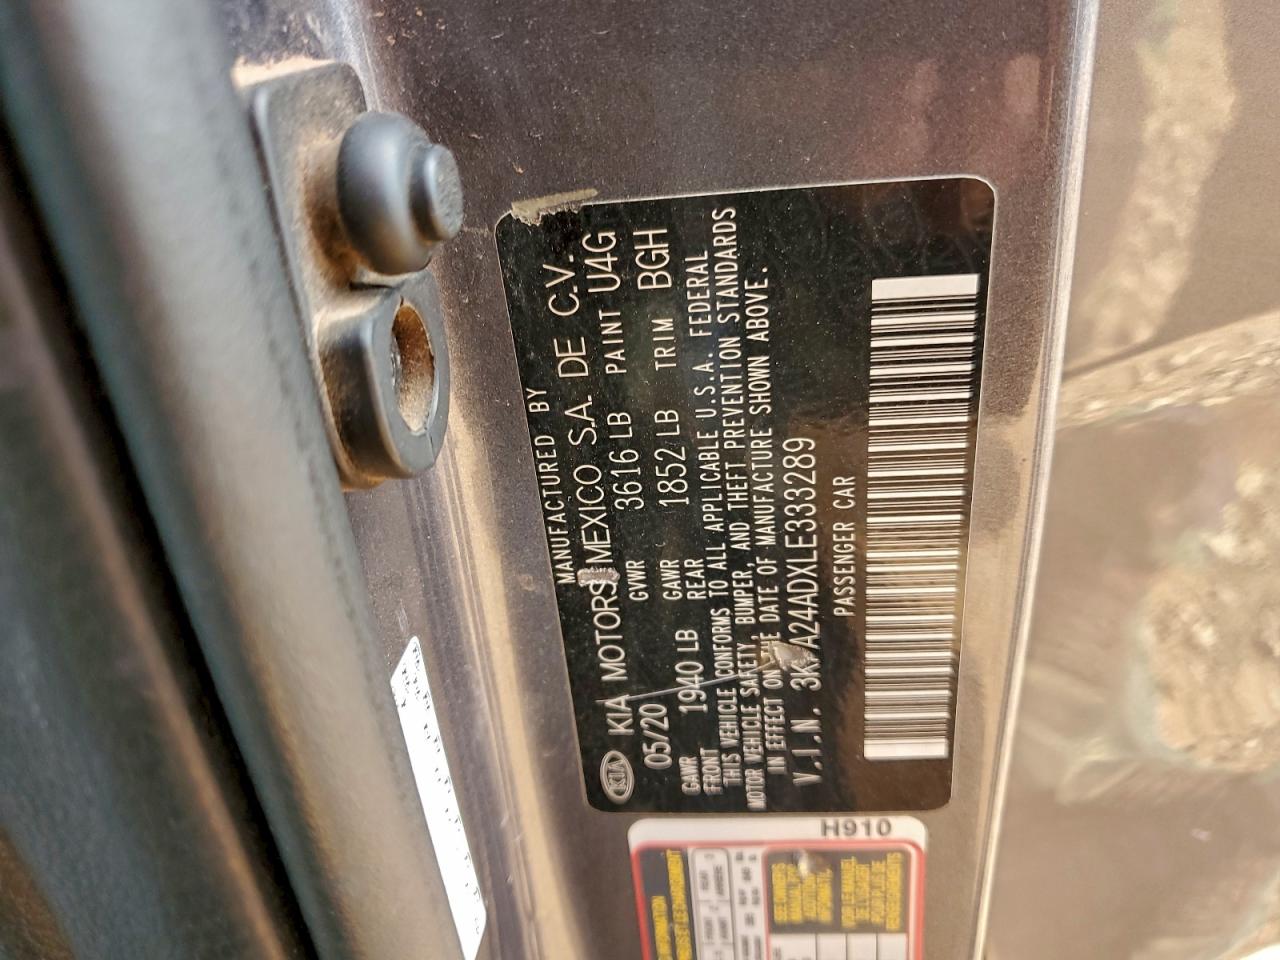 MANUFACTURED BY
KIA KIA MOTORS MEXICO S.A. DE C.V.
05/20 GVWR 3616 LB PAINT U4G
GAWR FRONT 1940 LB GAWR REAR 1852 LB TRIM BGH
THIS VEHICLE CONFORMS TO ALL APPLICABLE U.S.A. FEDERAL
MOTOR VEHICLE SAFETY, BUMPER, AND THEFT PREVENTION STANDARDS
IN EFFECT ON THE DATE OF MANUFACTURE SHOWN ABOVE.
V.I.N. 3K A24ADXLE333289
PASSENGER CAR
H910